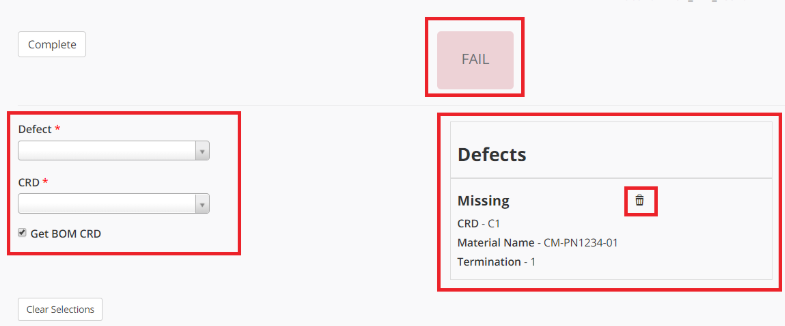 Complete
FAIL
Defect *
CRD *
Get BOM CRD
Clear Selections
Defects
Missing
CRD - C1
Material Name - CM-PN1234-01
Termination - 1